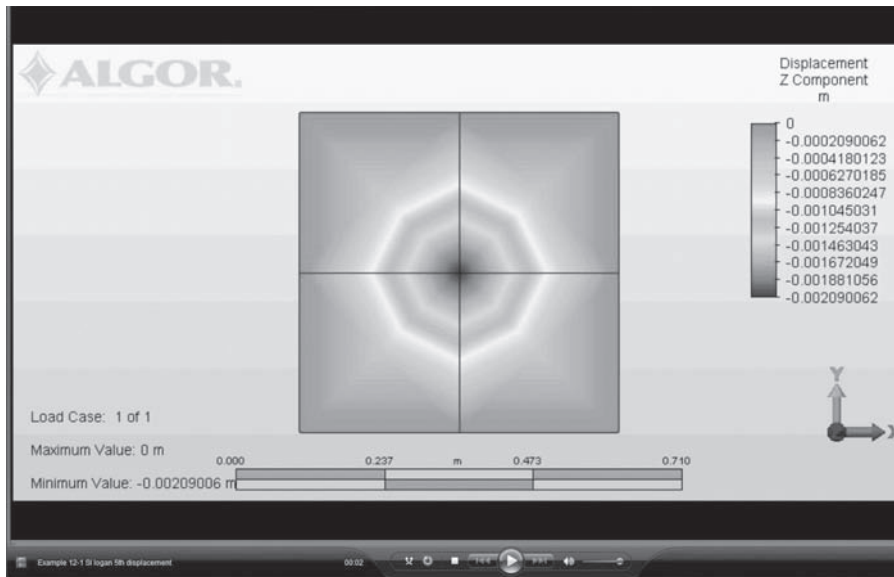 ALGOR
Displacement
Z Component
m
0
-0.0002090062
-0.0004180123
-0.0006270185
-0.0008360247
-0.001045031
-0.001254037
-0.001463043
-0.001672049
-0.001881056
-0.002090062
Y
X
Load Case: 1 of 1
Maximum Value: 0 m
Minimum Value: -0.00209006 m
0.000 0.237 m 0.473 0.710
Example 12-1 SI logan 5th displacement
00:02